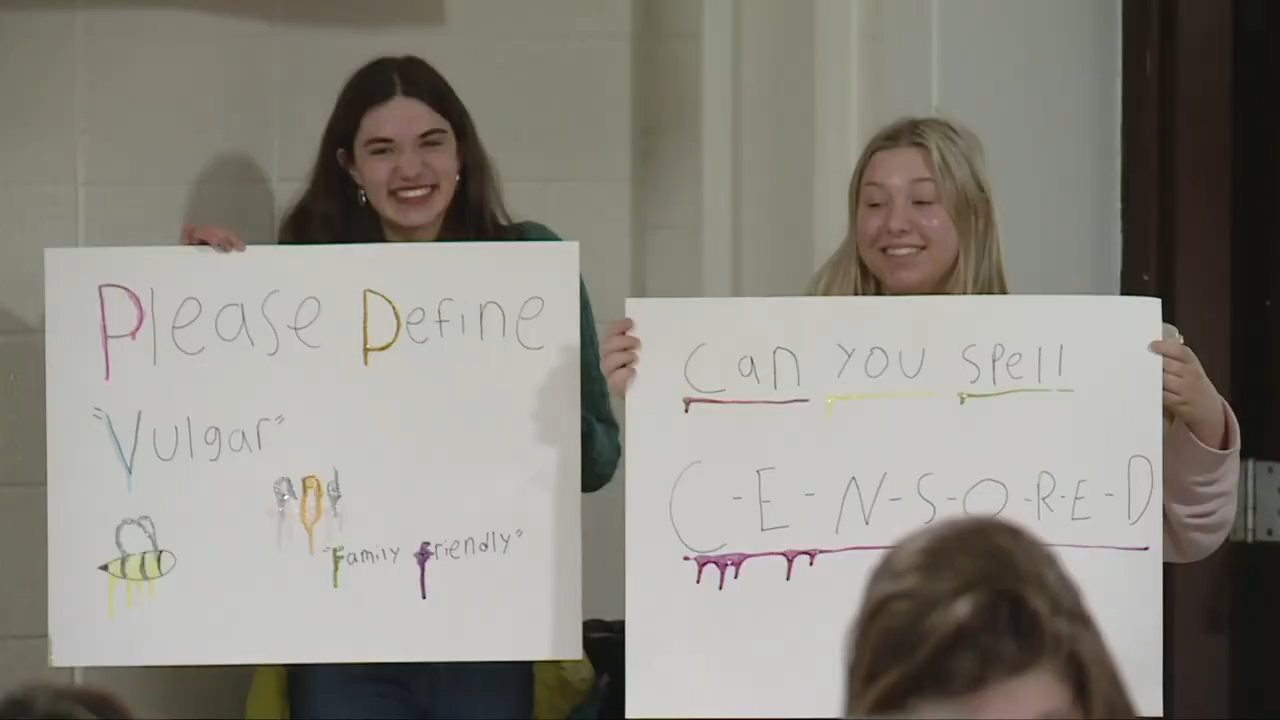 Please Define
"Vulgar"
and
"Family friendly"
Can you spell
C-E-N-S-O-R-E-D